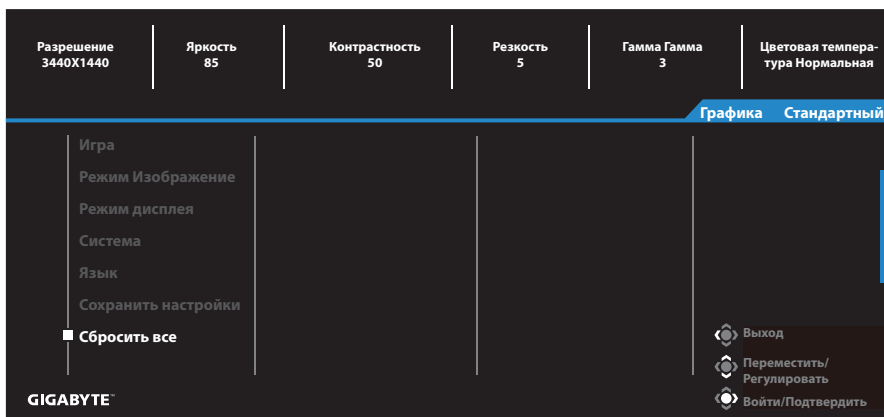 Разрешение
3440X1440
Яркость
85
Контрастность
50
Резкость
5
Гамма Гамма
3
Цветовая темпера-
тура Нормальная
Графика Стандартный
Игра
Режим Изображение
Режим дисплея
Система
Язык
Сохранить настройки
Сбросить все
Выход
Переместить/
Регулировать
Войти/Подтвердить
GIGABYTE™